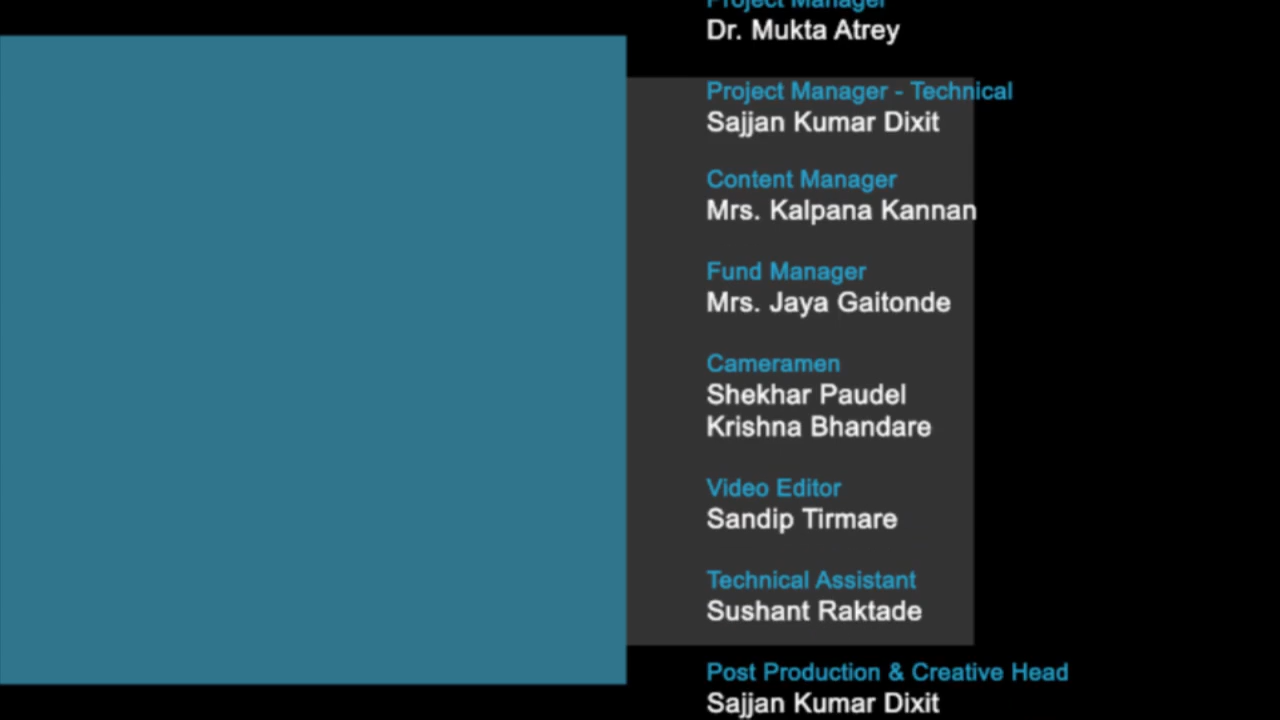 Project Manager
Dr. Mukta Atrey
Project Manager - Technical
Sajjan Kumar Dixit
Content Manager
Mrs. Kalpana Kannan
Fund Manager
Mrs. Jaya Gaitonde
Cameramen
Shekhar Paudel
Krishna Bhandare
Video Editor
Sandip Tirmare
Technical Assistant
Sushant Raktade
Post Production & Creative Head
Sajjan Kumar Dixit